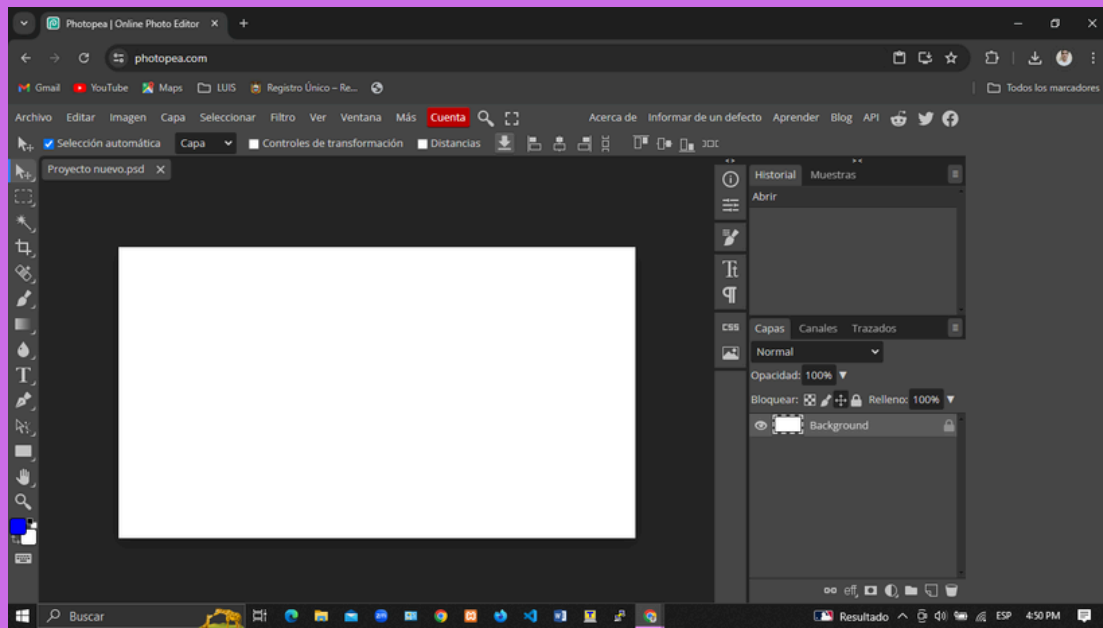 Photopea | Online Photo Editor
photopea.com
Gmail YouTube Maps LUIS Registro Único – Re... Todos los marcadores
Archivo Editar Imagen Capa Seleccionar Filtro Ver Ventana Más Cuenta Acerca de Informar de un defecto Aprender Blog API
Selección automática Capa Controles de transformación Distancias
Proyecto nuevo.psd
Historial Muestras
Abrir
CSS
Capas Canales Trazados
Normal
Opacidad: 100%
Bloquear: Relleno: 100%
Background
eff
Buscar Resultado ESP 4:50 PM